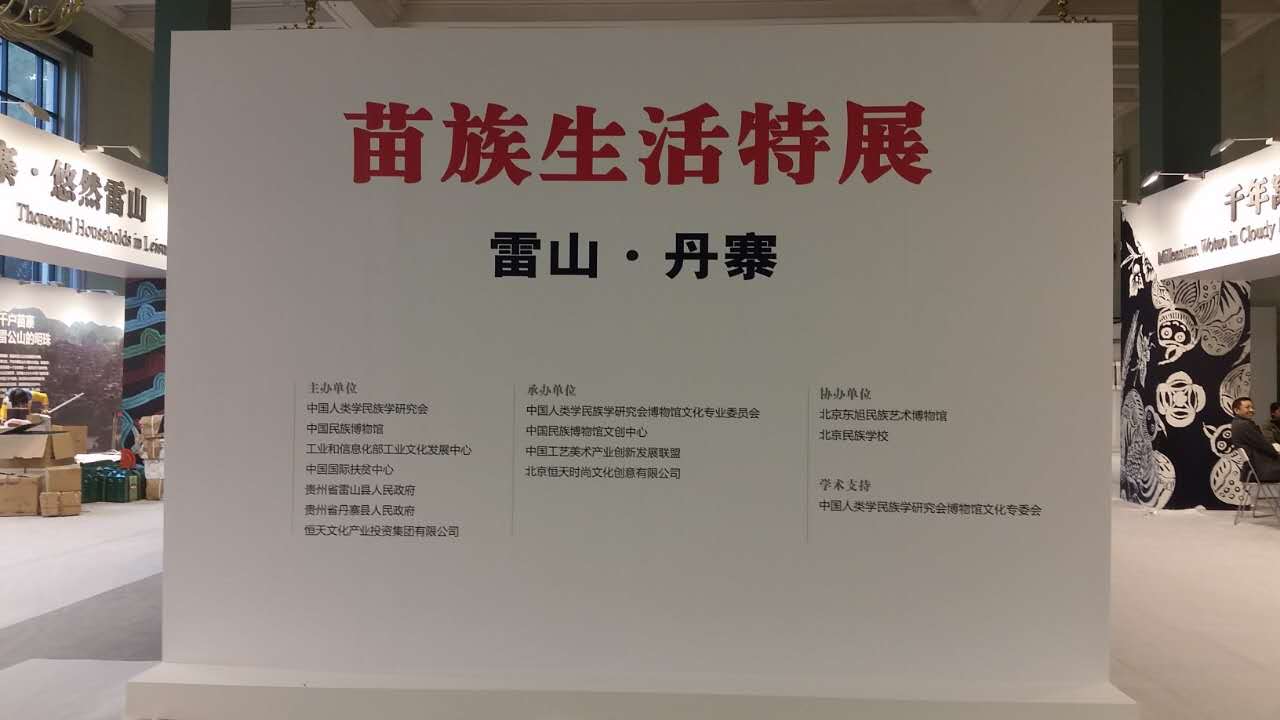 苗族生活特展
雷山·丹寨
主办单位
中国人类学民族学研究会
中国民族博物馆
工业和信息化部工业文化发展中心
中国国际扶贫中心
贵州省雷山县人民政府
贵州省丹寨县人民政府
恒天文化产业投资集团有限公司
承办单位
中国人类学民族学研究会博物馆文化专业委员会
中国民族博物馆文创中心
中国工艺美术产业创新发展联盟
北京恒天时尚文化创意有限公司
协办单位
北京东旭民族艺术博物馆
北京民族学校
学术支持
中国人类学民族学研究会博物馆文化专委会
寨·悠然雷山
Thousand Households in Leisu
千户苗寨
雷公山的明珠
千年
Millennium Wotuo in Cloudy